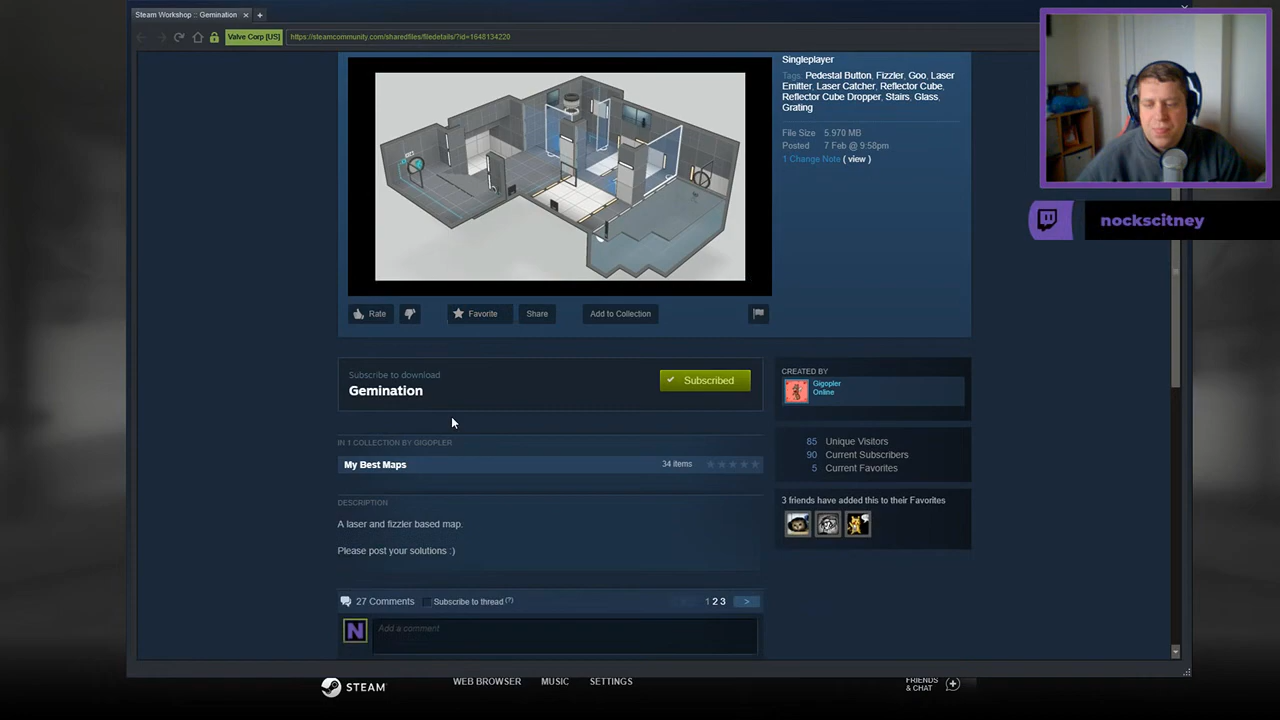 Steam Workshop :: Gemination
Valve Corp [US]
https://steamcommunity.com/sharedfiles/filedetails/?id=1648134220
Singleplayer
Tags: Pedestal Button, Fizzler, Goo, Laser
Emitter, Laser Catcher, Reflector Cube,
Reflector Cube Dropper, Stairs, Glass,
Grating
File Size 5.970 MB
Posted 7 Feb @ 9:58pm
1 Change Note ( view )
nockscitney
Rate
Favorite
Share
Add to Collection
Subscribe to download
Gemination
Subscribed
CREATED BY
Gigopler
Online
IN 1 COLLECTION BY GIGOPLER
My Best Maps
34 items
85 Unique Visitors
90 Current Subscribers
5 Current Favorites
DESCRIPTION
A laser and fizzler based map.
Please post your solutions :)
3 friends have added this to their Favorites
27 Comments
Subscribe to thread (?)
1 2 3 >
N
Add a comment
STEAM
WEB BROWSER
MUSIC
SETTINGS
FRIENDS
& CHAT